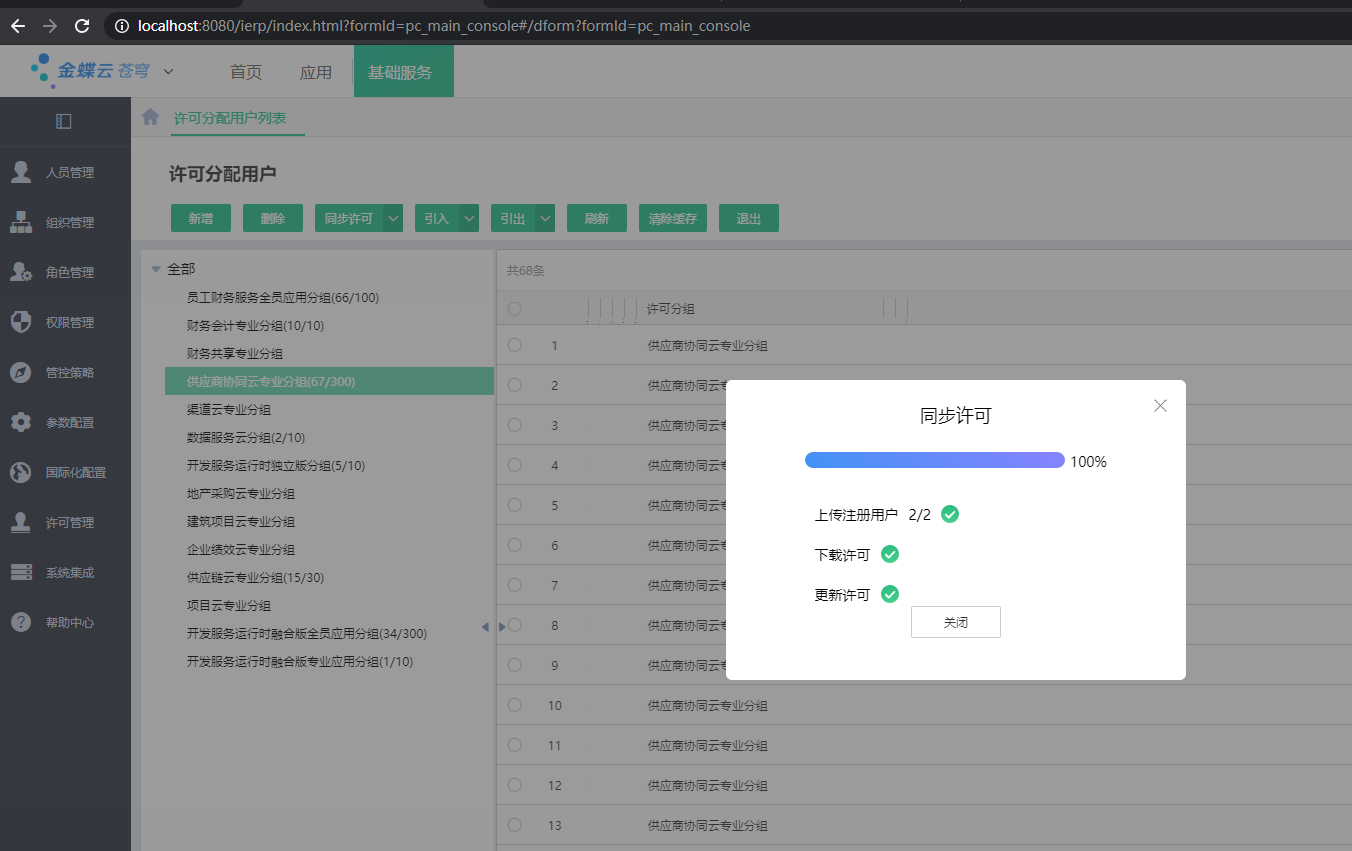 localhost:8080/ierp/index.html?formId=pc_main_console#/dform?formId=pc_main_console
金蝶云 苍穹
首页
应用
基础服务
许可分配用户列表
人员管理
组织管理
角色管理
权限管理
管控策略
参数配置
国际化配置
许可管理
系统集成
帮助中心
许可分配用户
新增
删除
同步许可
引入
引出
刷新
清除缓存
退出
全部
员工财务服务全员应用分组(66/100)
财务会计专业分组(10/10)
财务共享专业分组
供应商协同云专业分组(67/300)
渠道云专业分组
数据服务云分组(2/10)
开发服务运行时独立版分组(5/10)
地产采购云专业分组
建筑项目云专业分组
企业绩效云专业分组
供应链云专业分组(15/30)
项目云专业分组
开发服务运行时融合版全员应用分组(34/300)
开发服务运行时融合版专业应用分组(1/10)
共68条
许可分组
1 供应商协同云专业分组
2 供应商协同云专
3 供应商协同云专
4 供应商协同云专
5 供应商协同云专
6 供应商协同云专
7 供应商协同云专
8 供应商协同云专
9 供应商协同云专
10 供应商协同云专业分组
11 供应商协同云专业分组
12 供应商协同云专业分组
13 供应商协同云专业分组
同步许可
100%
上传注册用户 2/2
下载许可
更新许可
关闭